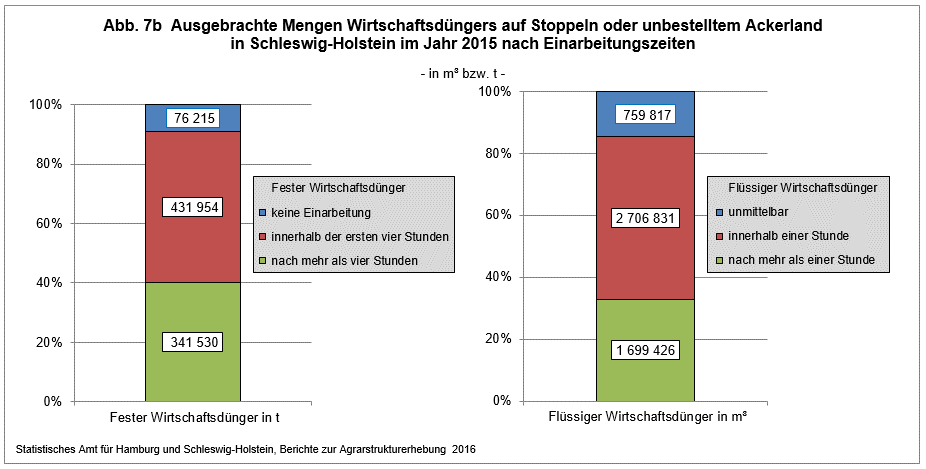 Abb. 7b Ausgebrachte Mengen Wirtschaftsdüngers auf Stoppeln oder unbestelltem Ackerland
in Schleswig-Holstein im Jahr 2015 nach Einarbeitungszeiten
- in m³ bzw. t -
100%
80%
60%
40%
20%
0%
76 215
431 954
341 530
Fester Wirtschaftsdünger
keine Einarbeitung
innerhalb der ersten vier Stunden
nach mehr als vier Stunden
Fester Wirtschaftsdünger in t
100%
80%
60%
40%
20%
0%
759 817
2 706 831
1 699 426
Flüssiger Wirtschaftsdünger
unmittelbar
innerhalb einer Stunde
nach mehr als einer Stunde
Flüssiger Wirtschaftsdünger in m³
Statistisches Amt für Hamburg und Schleswig-Holstein, Berichte zur Agrarstrukturerhebung 2016